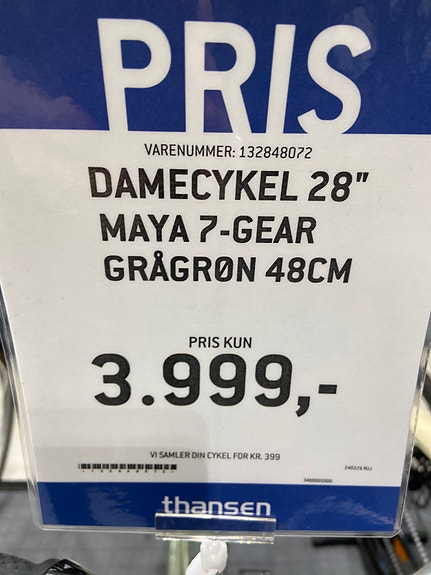 PRIS
VARENUMMER: 132848072
DAMECYKEL 28"
MAYA 7-GEAR
GRÅGRØN 48CM
PRIS KUN
3.999,-
VI SAMLER DIN CYKEL FOR KR. 399
thansen